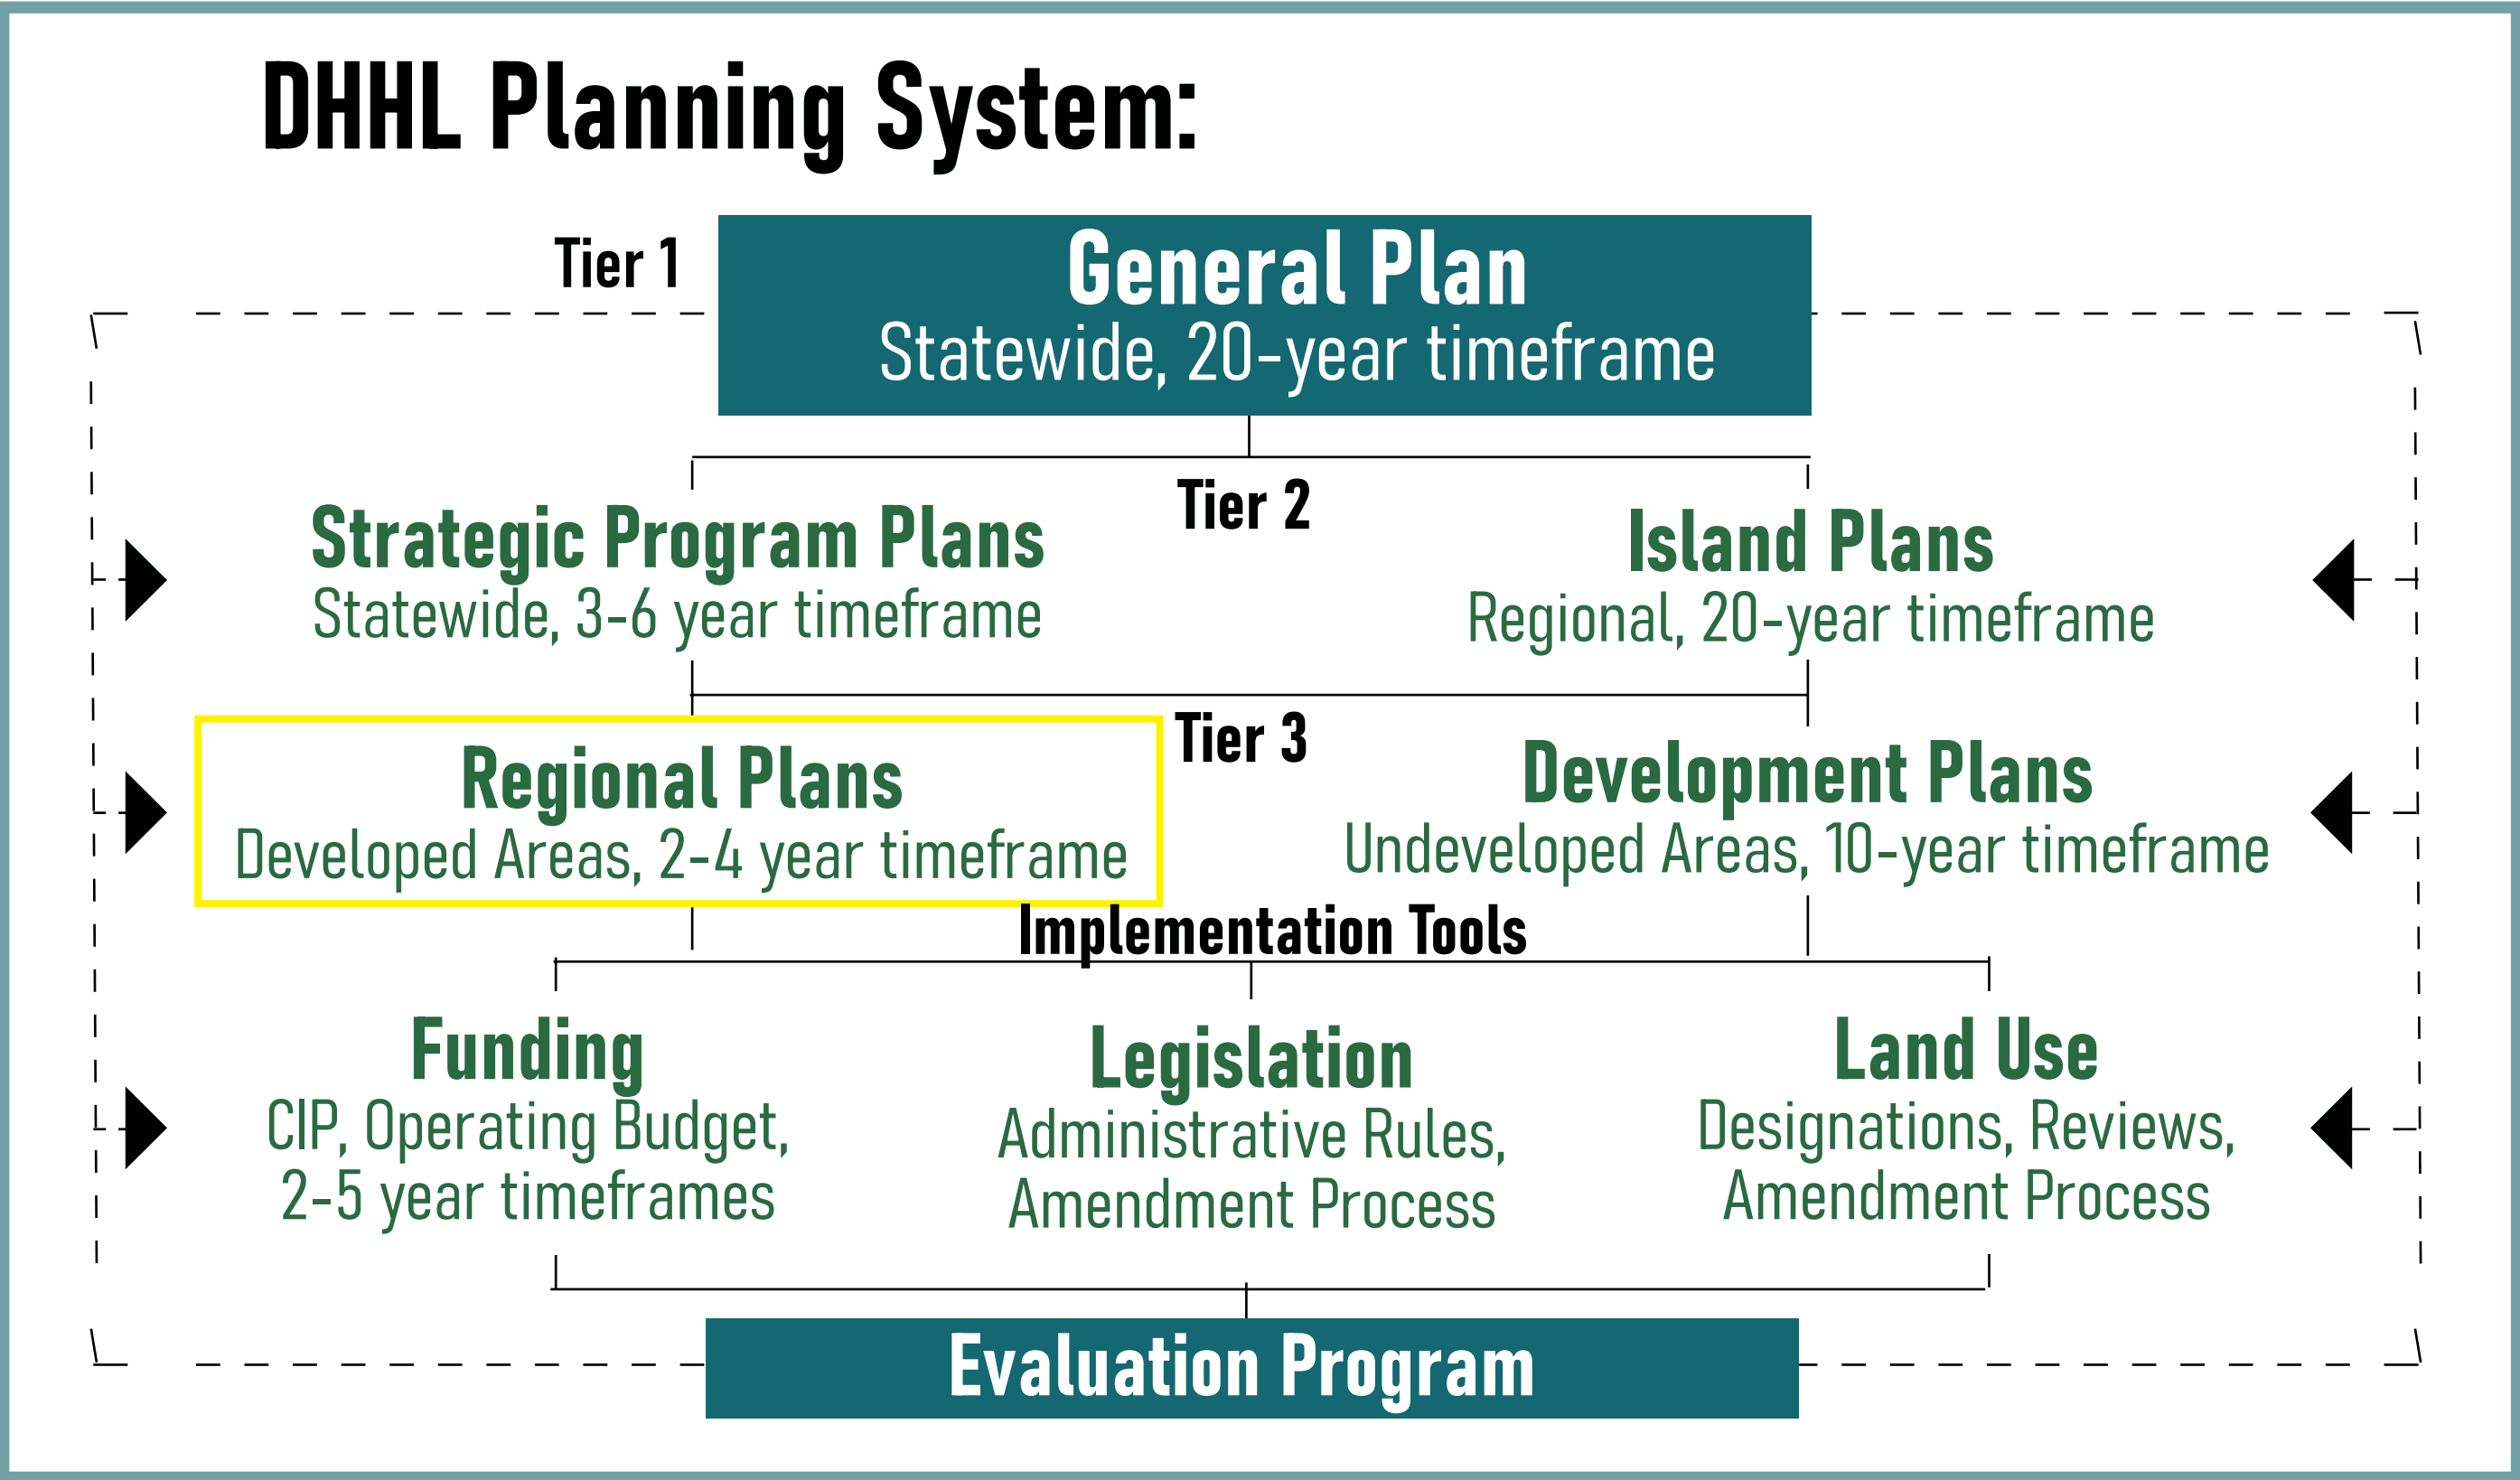 DHHL Planning System:
Tier 1
General Plan
Statewide, 20-year timeframe
Tier 2
Strategic Program Plans
Statewide, 3-6 year timeframe
Island Plans
Regional, 20-year timeframe
Tier 3
Regional Plans
Developed Areas, 2-4 year timeframe
Development Plans
Undeveloped Areas, 10-year timeframe
Implementation Tools
Funding
CIP, Operating Budget,
2-5 year timeframes
Legislation
Administrative Rules,
Amendment Process
Land Use
Designations, Reviews,
Amendment Process
Evaluation Program